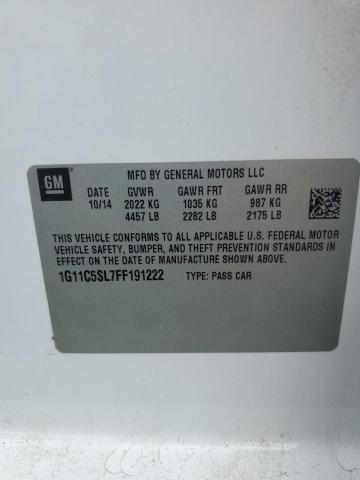 GM
MFD BY GENERAL MOTORS LLC
DATE GVWR GAWR FRT GAWR RR
10/14 2022 KG 1035 KG 987 KG
4457 LB 2282 LB 2175 LB
THIS VEHICLE CONFORMS TO ALL APPLICABLE U.S. FEDERAL MOTOR
VEHICLE SAFETY, BUMPER, AND THEFT PREVENTION STANDARDS IN
EFFECT ON THE DATE OF MANUFACTURE SHOWN ABOVE.
1G11C5SL7FF191222 TYPE: PASS CAR